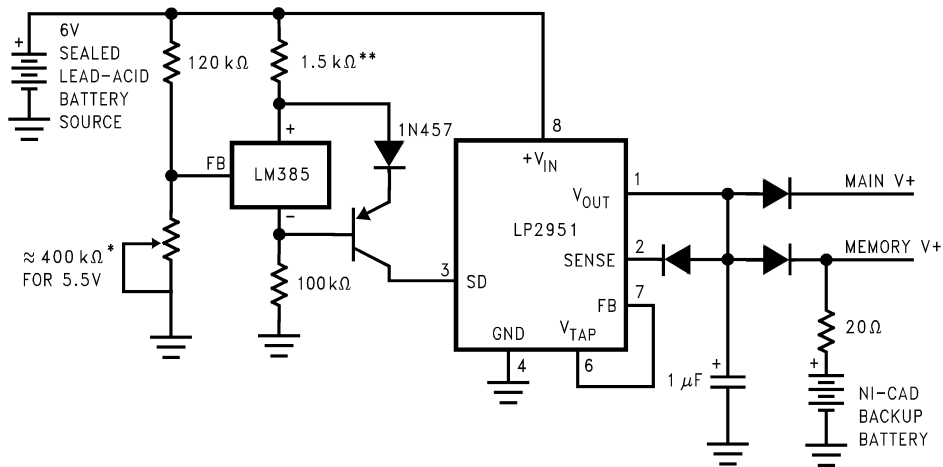 6V
SEALED
LEAD-ACID
BATTERY
SOURCE
+
120 kΩ
1.5 kΩ**
FB
+
LM385
−
1N457
≈ 400 kΩ*
FOR 5.5V
100kΩ
8
+VIN
1
VOUT
MAIN V+
LP2951
2
SENSE
MEMORY V+
3
SD
7
FB
GND
VTAP
4
6
+
1 μF
20Ω
+
NI-CAD
BACKUP
BATTERY